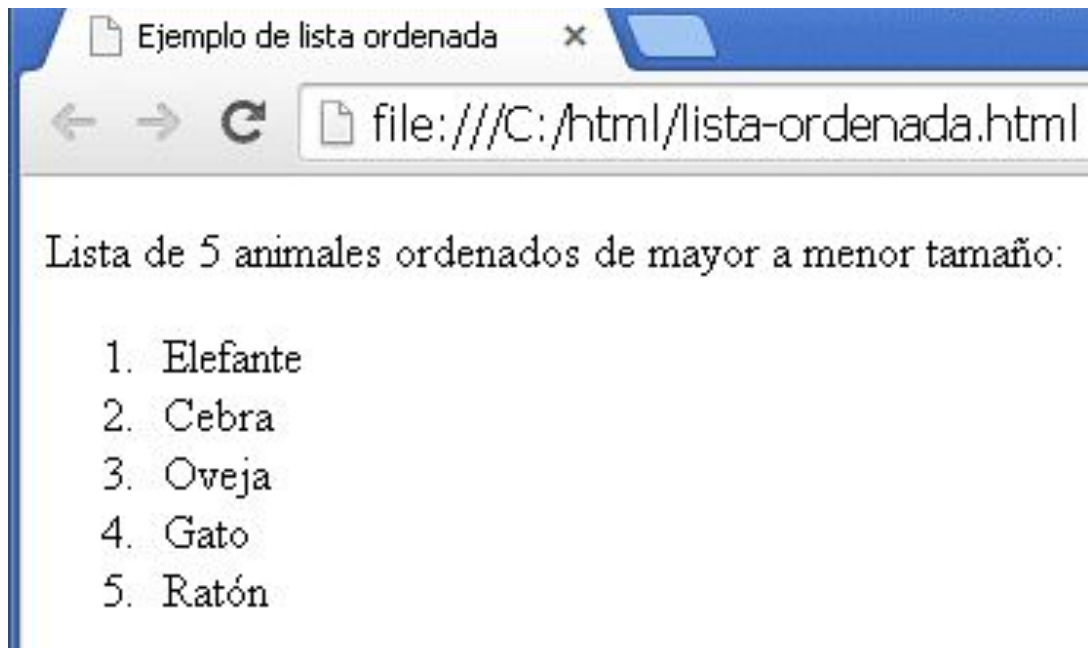 Ejemplo de lista ordenada
file:///C:/html/lista-ordenada.html
Lista de 5 animales ordenados de mayor a menor tamaño:
1. Elefante
2. Cebra
3. Oveja
4. Gato
5. Ratón